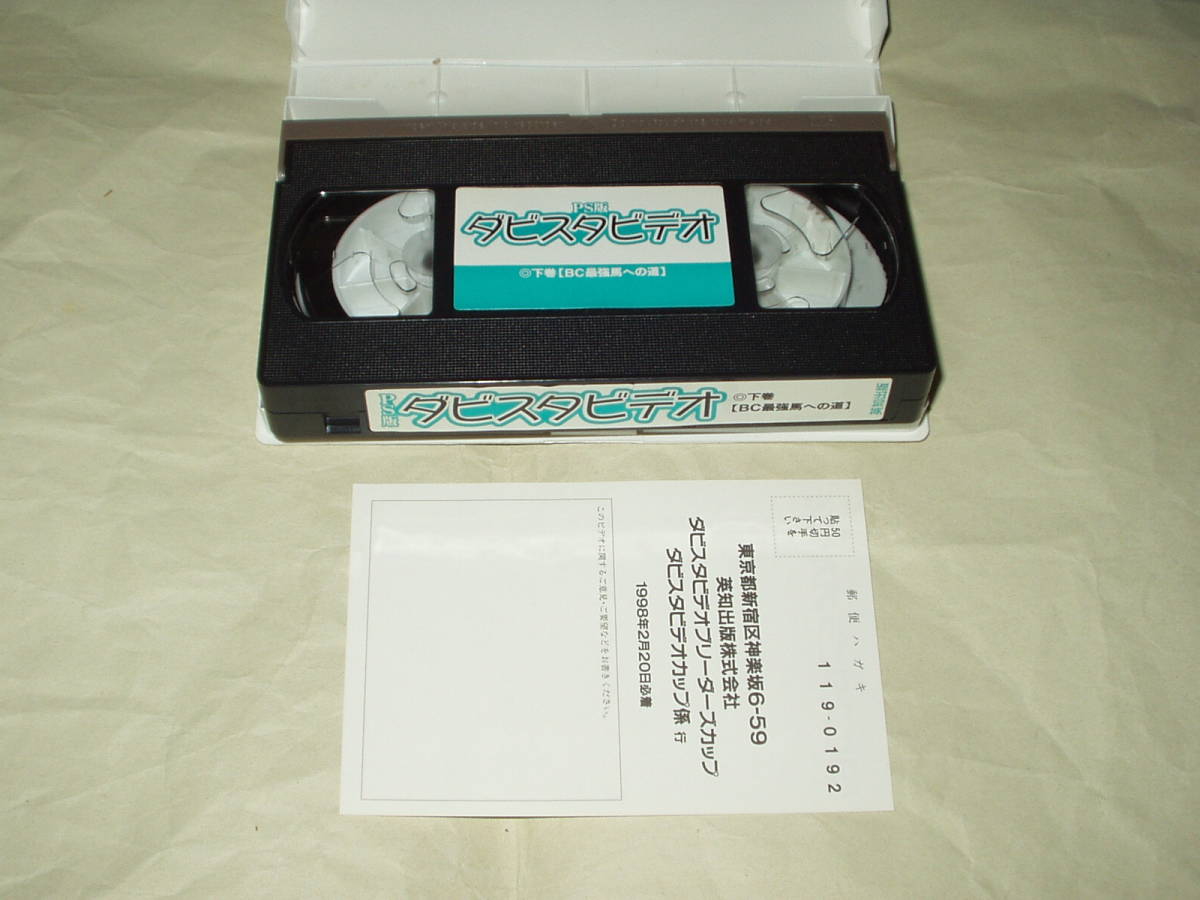 PS版
ダビスタビデオ
◎下巻【BC最強馬への道】
PS版
ダビスタビデオ
◎下巻
【BC最強馬への道】
郵便ハガキ
119-0192
50円切手を
貼って下さい
東京都新宿区神楽坂6-59
英知出版株式会社
ダビスタビデオブリーダーズカップ
ダビスタビデオカップ係 行
1998年2月20日必着
このビデオに関するご意見・ご要望などをお書きください。